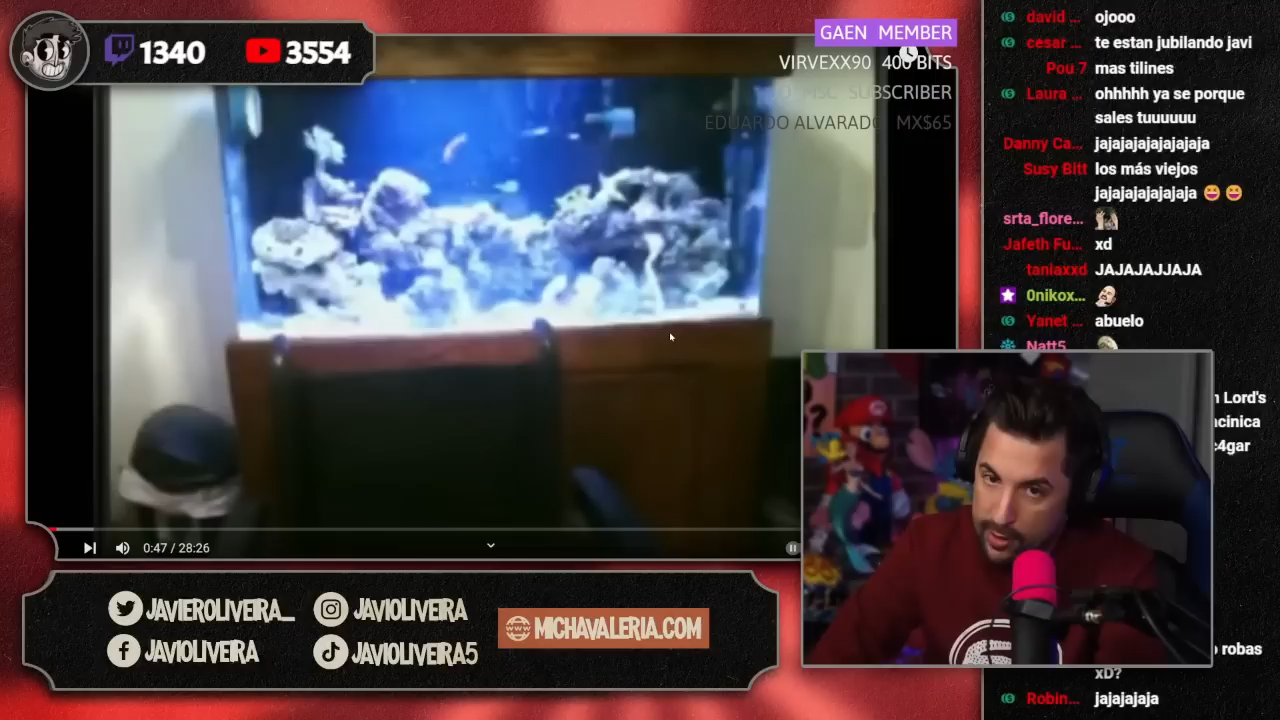 1340
3554
GAEN MEMBER
VIRVEXX90 400 BITS
SUBSCRIBER
EDUARDO ALVARADO MX$65
0:47 / 28:26
JAVIEROLIVEIRA_
JAVIOLIVEIRA
MICHAVALERIA.COM
JAVIOLIVEIRA
JAVIOLIVEIRA5
david ... ojooo
cesar ... te estan jubilando javi
Pou 7 mas tilines
Laura ... ohhhhh ya se porque
sales tuuuuuu
Danny Ca... jajajajajajajaja
Susy Bitt los más viejos
jajajajajajaja 😄 😄
srta_flore...
Jafeth Fu... xd
taniaxxd JAJAJAJJAJA
0nikox...
Yanet ... abuelo
Natt5
Lord's
robas
xD?
Robin... jajajajaja